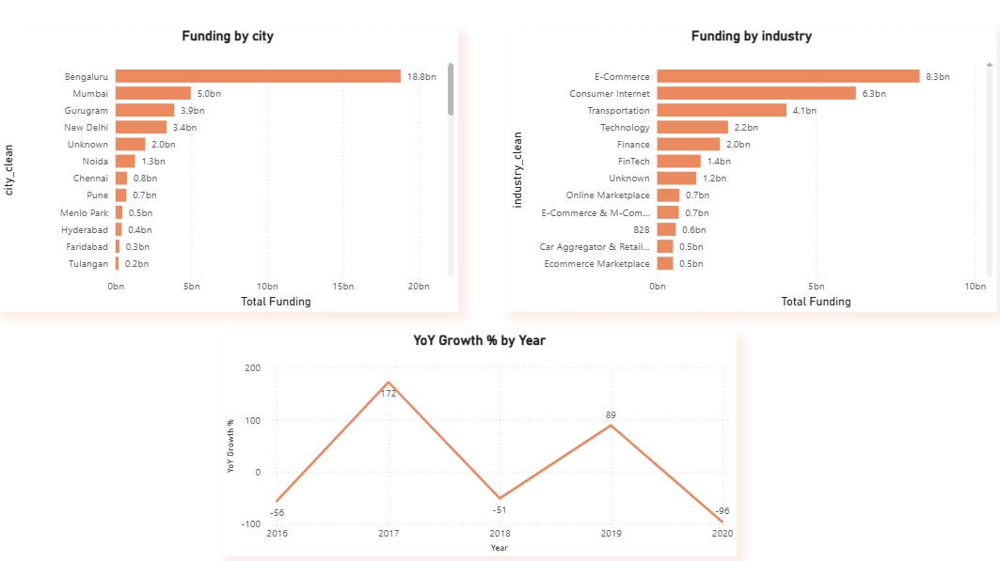 Funding by city
city_clean
Bengaluru 18.8bn
Mumbai 5.0bn
Gurugram 3.9bn
New Delhi 3.4bn
Unknown 2.0bn
Noida 1.3bn
Chennai 0.8bn
Pune 0.7bn
Menlo Park 0.5bn
Hyderabad 0.4bn
Faridabad 0.3bn
Tulangan 0.2bn
0bn 5bn 10bn 15bn 20bn
Total Funding
Funding by industry
industry_clean
E-Commerce 8.3bn
Consumer Internet 6.3bn
Transportation 4.1bn
Technology 2.2bn
Finance 2.0bn
FinTech 1.4bn
Unknown 1.2bn
Online Marketplace 0.7bn
E-Commerce & M-Com... 0.7bn
B2B 0.6bn
Car Aggregator & Retail... 0.5bn
Ecommerce Marketplace 0.5bn
0bn 5bn 10bn
Total Funding
YoY Growth % by Year
YoY Growth %
200
100
0
-100
-56
172
-51
89
-96
2016 2017 2018 2019 2020
Year